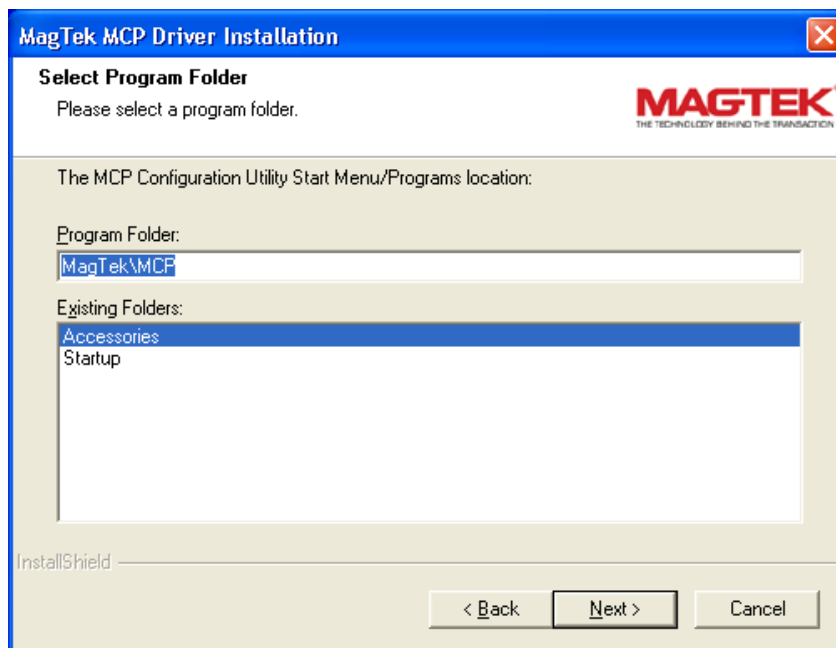 MagTek MCP Driver Installation
Select Program Folder
Please select a program folder.
MAGTEK
THE TECHNOLOGY BEHIND THE TRANSACTION
The MCP Configuration Utility Start Menu/Programs location:
Program Folder:
MagTek\MCP
Existing Folders:
Accessories
Startup
InstallShield
< Back
Next >
Cancel